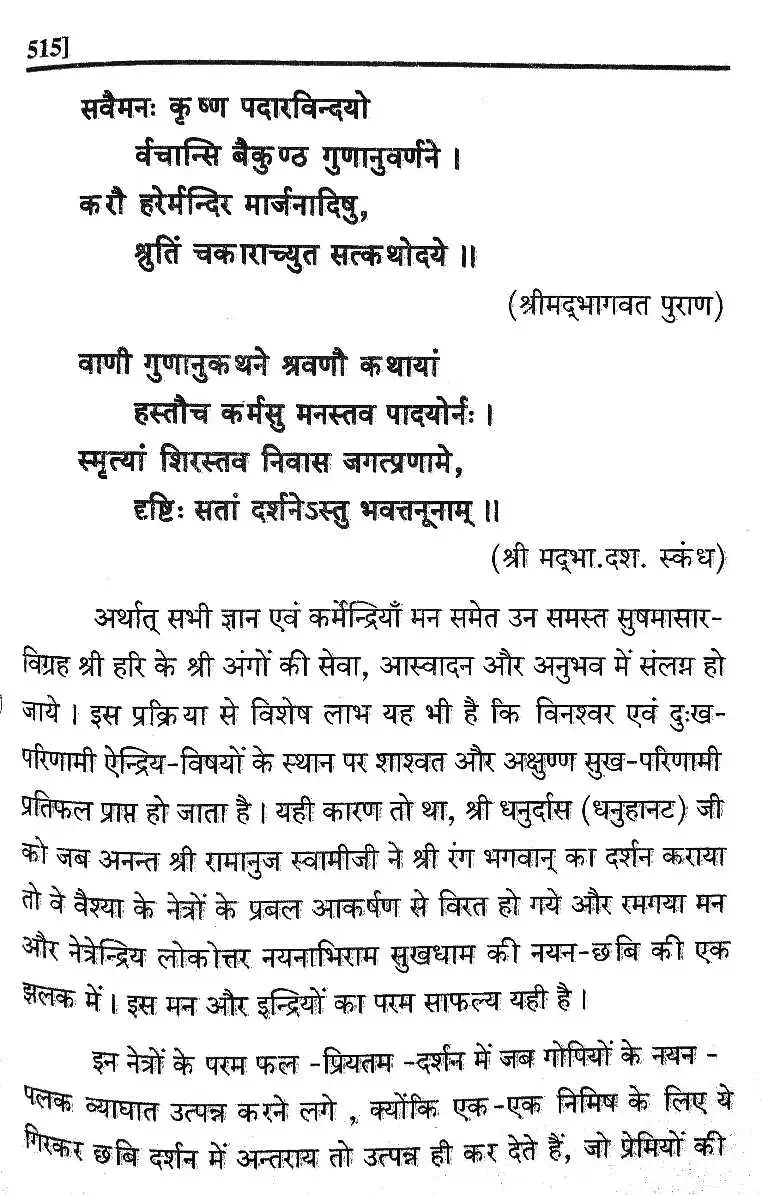 515]
सवैमनः कृष्ण पदारविन्दयो
र्वचान्सि बैकुण्ठ गुणानुवर्णने ।
करौ हरेर्मन्दिर मार्जनादिषु,
श्रुतिं चकाराच्युत सत्कथोदये ॥
(श्रीमद्‌भागवत पुराण)
वाणी गुणानुकथने श्रवणौ कथायां
हस्तौच कर्मसु मनस्तव पादयोर्नः ।
स्मृत्यां शिरस्तव निवास जगत्प्रणामे,
दृष्टिः सतां दर्शनेऽस्तु भवत्तनूनाम् ॥
(श्री मद्‌भा.दश. स्कंध)
अर्थात् सभी ज्ञान एवं कर्मेन्द्रियाँ मन समेत उन समस्त सुषमासार-
विग्रह श्री हरि के श्री अंगों की सेवा, आस्वादन और अनुभव में संलग्न हो
जाये । इस प्रक्रिया से विशेष लाभ यह भी है कि विनश्वर एवं दुःख-
परिणामी ऐन्द्रिय-विषयों के स्थान पर शाश्वत और अक्षुण्ण सुख-परिणामी
प्रतिफल प्राप्त हो जाता है । यही कारण तो था, श्री धनुर्दास (धनुहानट) जी
को जब अनन्त श्री रामानुज स्वामीजी ने श्री रंग भगवान् का दर्शन कराया
तो वे वैश्या के नेत्रों के प्रबल आकर्षण से विरत हो गये और रमगया मन
और नेत्रेन्द्रिय लोकोत्तर नयनाभिराम सुखधाम की नयन-छबि की एक
झलक में । इस मन और इन्द्रियों का परम साफल्य यही है ।
इन नेत्रों के परम फल -प्रियतम -दर्शन में जब गोपियों के नयन -
पलक व्याघात उत्पन्न करने लगे , क्योंकि एक-एक निमिष के लिए ये
गिरकर छबि दर्शन में अन्तराय तो उत्पन्न ही कर देते हैं, जो प्रेमियों की